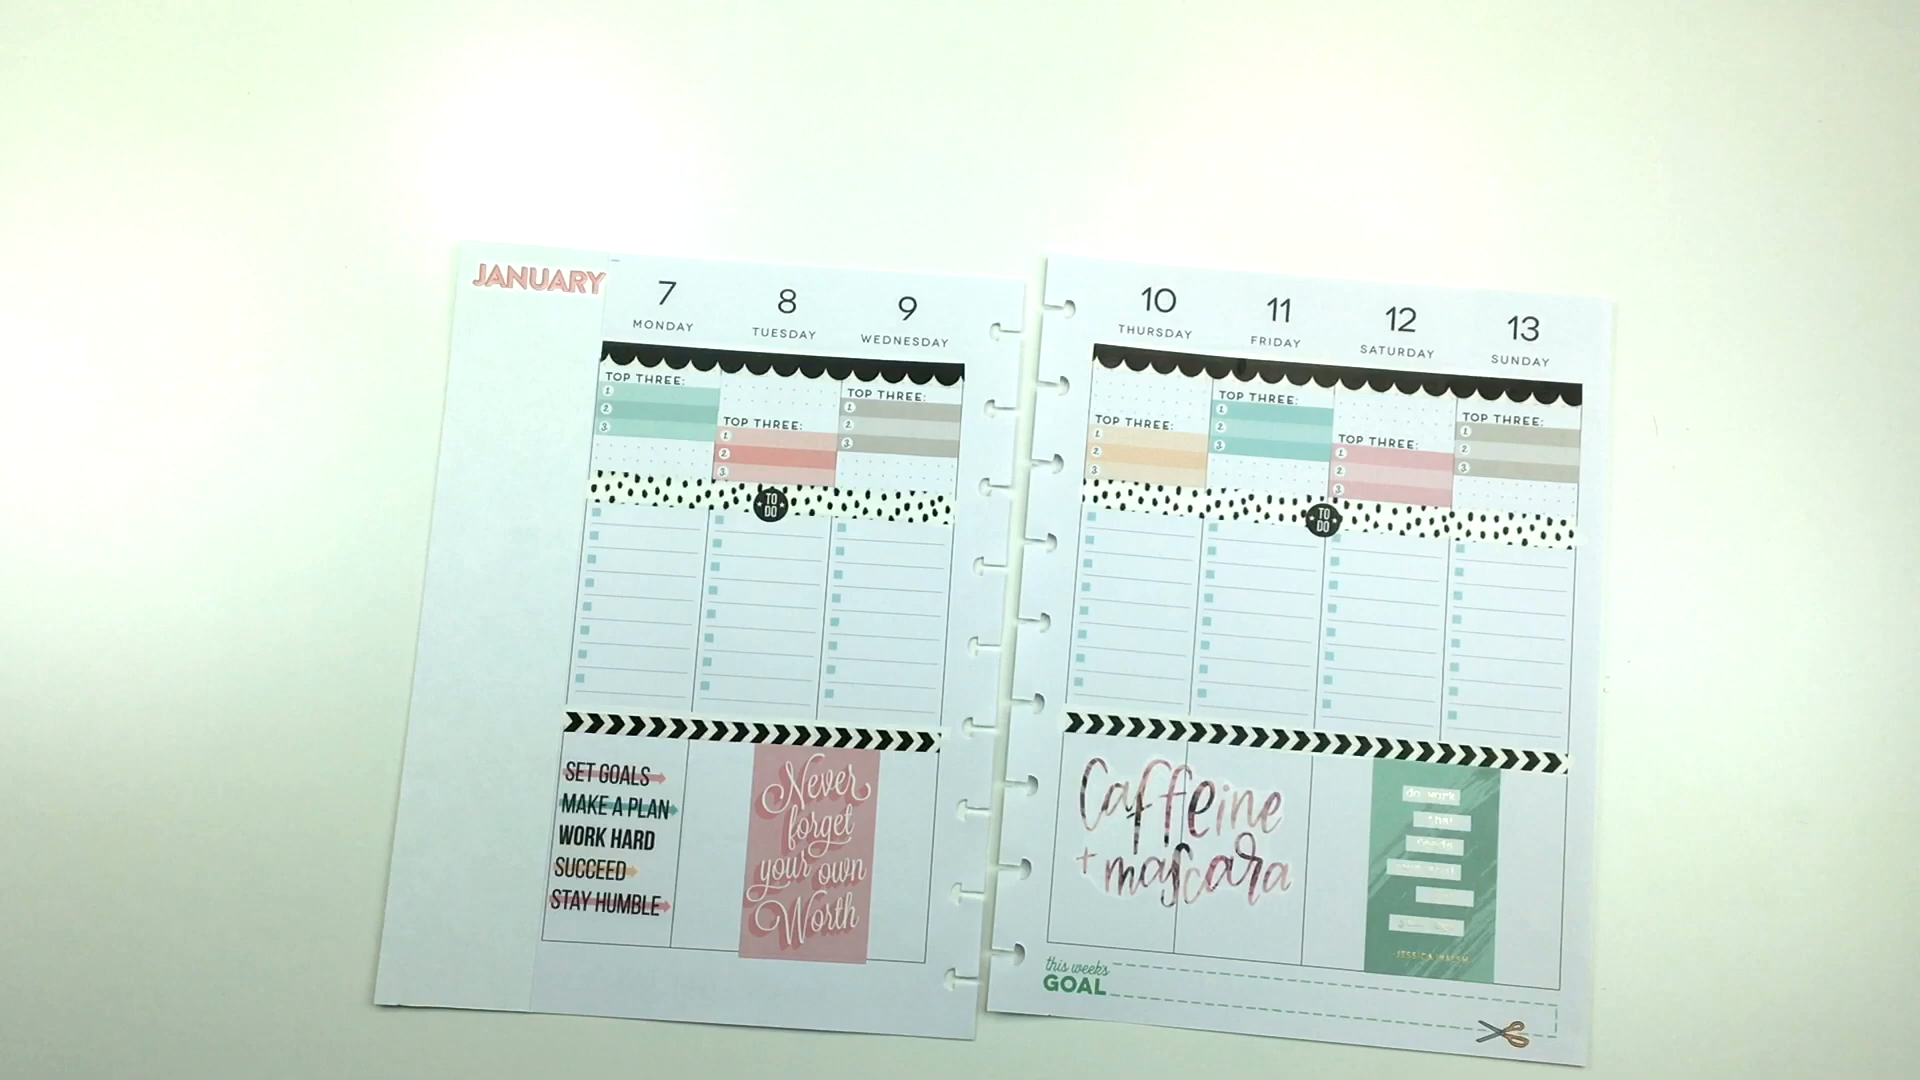 JANUARY
7
MONDAY
8
TUESDAY
9
WEDNESDAY
TOP THREE:
1.
2.
3.
TOP THREE:
1.
2.
3.
TOP THREE:
1.
2.
3.
TO
DO
SET GOALS
MAKE A PLAN
WORK HARD
SUCCEED
STAY HUMBLE
Never
forget
your own
Worth
10
THURSDAY
11
FRIDAY
12
SATURDAY
13
SUNDAY
TOP THREE:
1.
2.
3.
TOP THREE:
1.
2.
3.
TOP THREE:
1.
2.
3.
TOP THREE:
1.
2.
3.
TO
DO
Caffeine
+ mascara
do work
that
JESSICA WALSH
this week's
GOAL